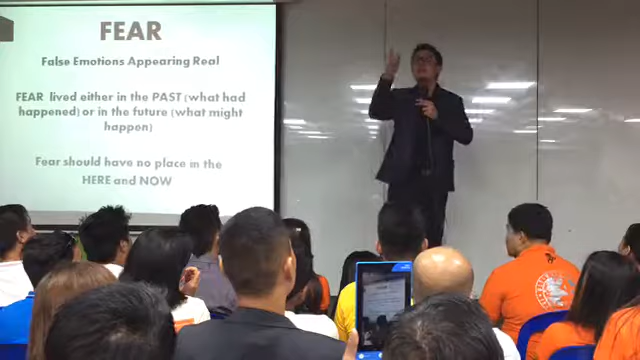 FEAR
False Emotions Appearing Real
FEAR lived either in the PAST (what had
happened) or in the future (what might
happen)
Fear should have no place in the
HERE and NOW